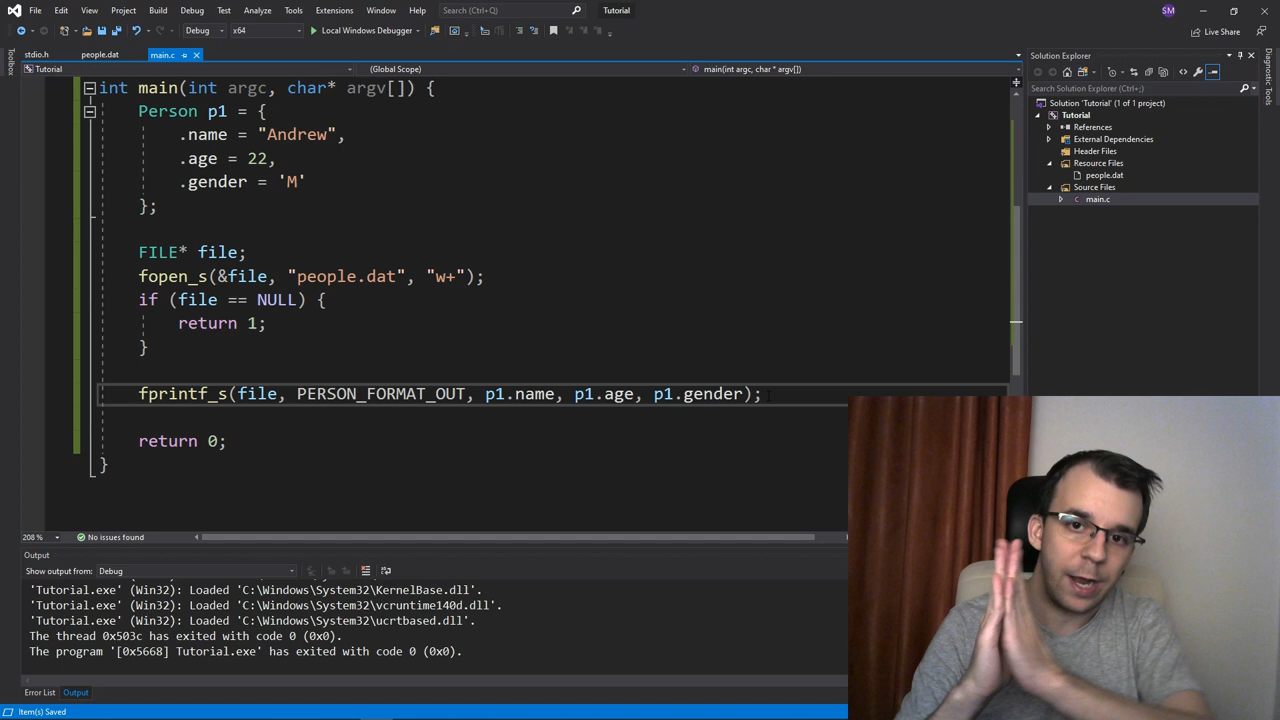 File Edit View Git Project Build Debug Test Analyze Tools Extensions Window Help Search (Ctrl+Q) Tutorial SM
Debug x64 Local Windows Debugger Live Share
stdio.h people.dat main.c
Tutorial (Global Scope) main(int argc, char * argv[])
int main(int argc, char* argv[]) {
Person p1 = {
.name = "Andrew",
.age = 22,
.gender = 'M'
};
FILE* file;
fopen_s(&file, "people.dat", "w+");
if (file == NULL) {
return 1;
}
fprintf_s(file, PERSON_FORMAT_OUT, p1.name, p1.age, p1.gender);
return 0;
}
208 % No issues found
Output
Show output from: Debug
'Tutorial.exe' (Win32): Loaded 'C:\Windows\System32\KernelBase.dll'.
'Tutorial.exe' (Win32): Loaded 'C:\Windows\System32\vcruntime140d.dll'.
'Tutorial.exe' (Win32): Loaded 'C:\Windows\System32\ucrtbased.dll'.
The thread 0x503c has exited with code 0 (0x0).
The program '[0x5668] Tutorial.exe' has exited with code 0 (0x0).
Error List Output
Item(s) Saved
Toolbox
Solution Explorer
Search Solution Explorer (Ctrl+;)
Solution 'Tutorial' (1 of 1 project)
Tutorial
References
External Dependencies
Header Files
Resource Files
people.dat
Source Files
main.c
Diagnostic Tools